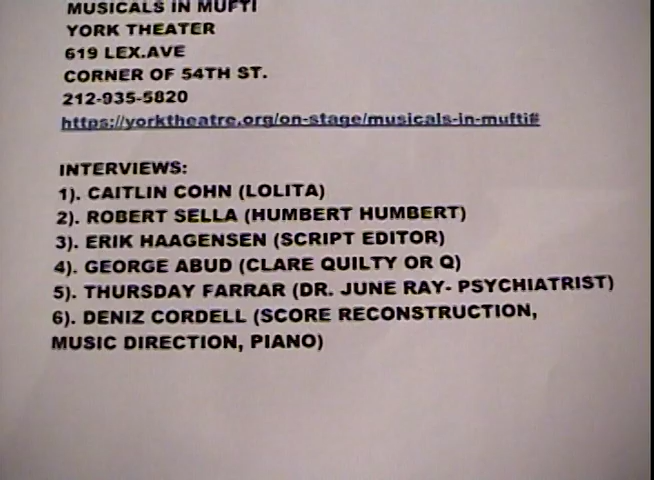 MUSICALS IN MUFTI
YORK THEATER
619 LEX.AVE
CORNER OF 54TH ST.
212-935-5820
https://yorktheatre.org/on-stage/musicals-in-mufti#
INTERVIEWS:
1). CAITLIN COHN (LOLITA)
2). ROBERT SELLA (HUMBERT HUMBERT)
3). ERIK HAAGENSEN (SCRIPT EDITOR)
4). GEORGE ABUD (CLARE QUILTY OR Q)
5). THURSDAY FARRAR (DR. JUNE RAY- PSYCHIATRIST)
6). DENIZ CORDELL (SCORE RECONSTRUCTION,
MUSIC DIRECTION, PIANO)